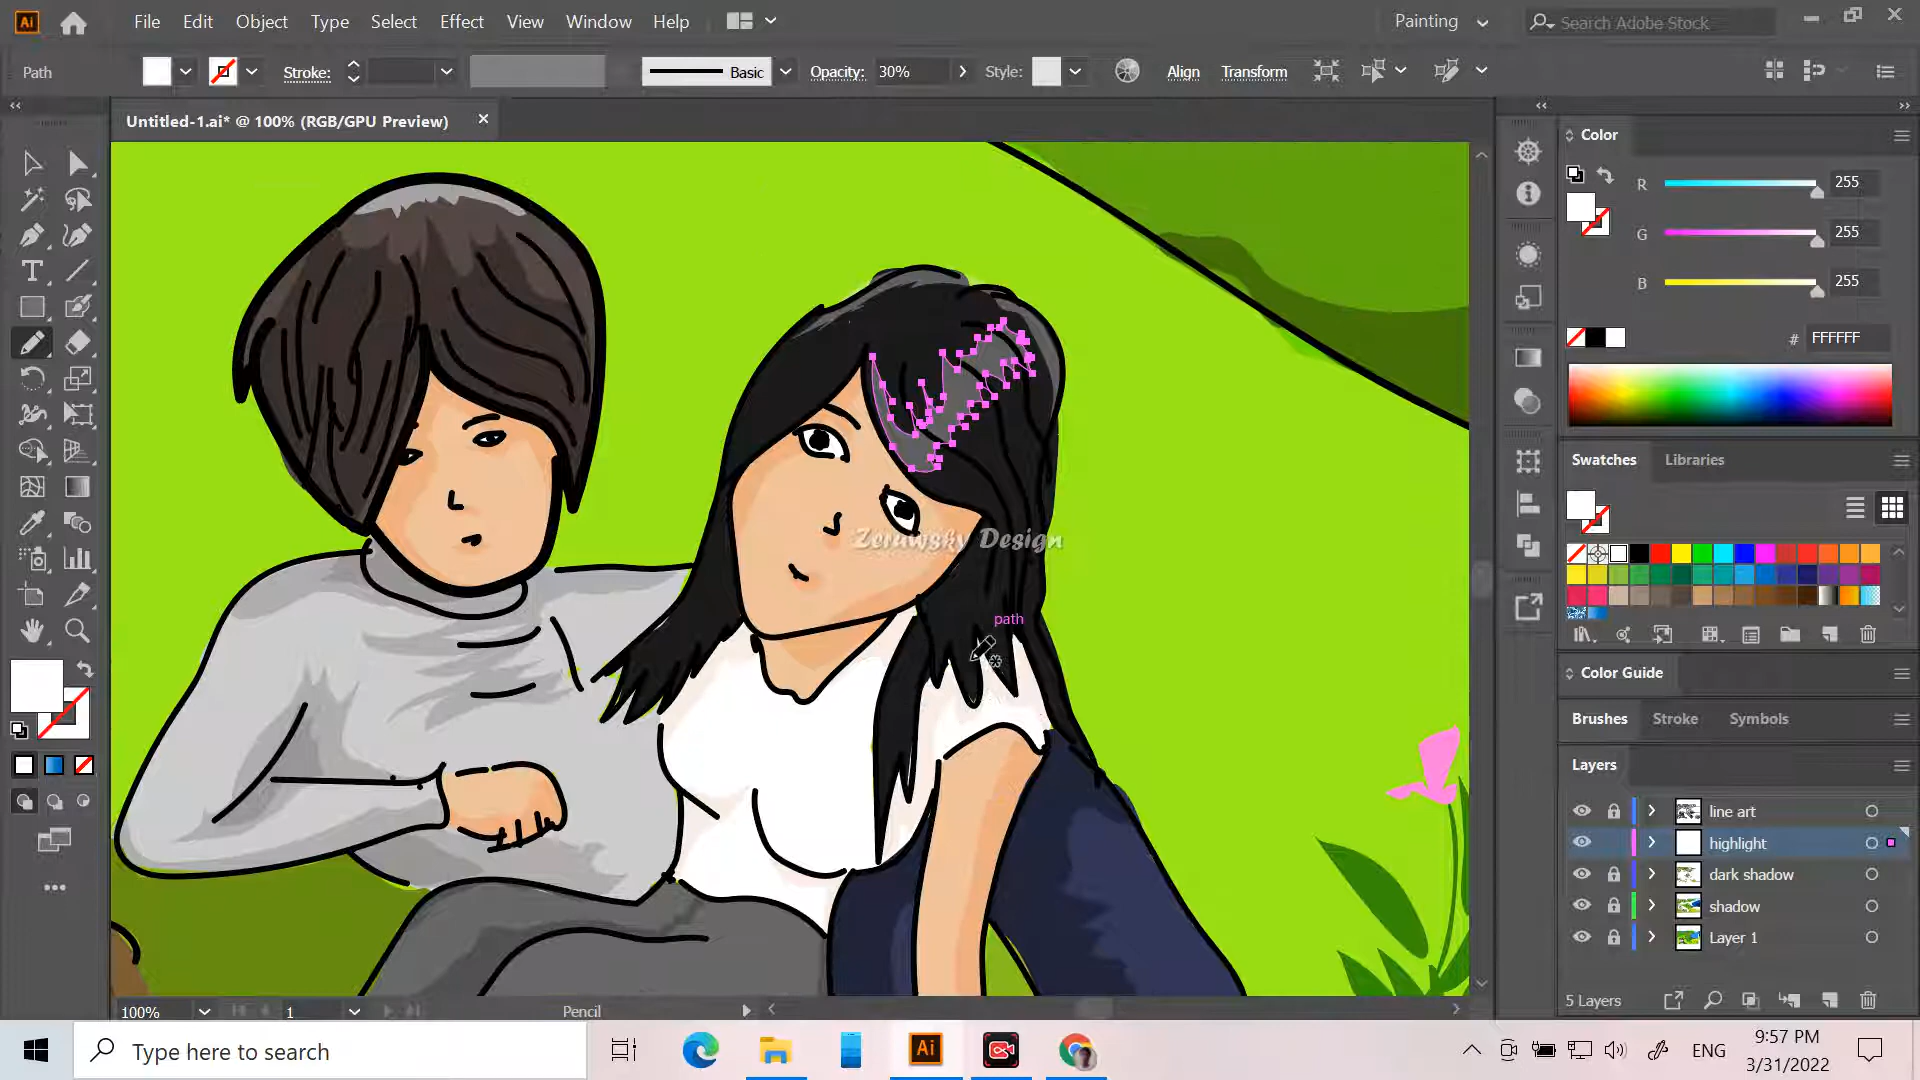 Ai File Edit Object Type Select Effect View Window Help Painting Search Adobe Stock
Path Stroke: Basic Opacity: 30% Style: Align Transform
Untitled-1.ai* @ 100% (RGB/GPU Preview)
Color
R 255
G 255
B 255
# FFFFFF
Swatches Libraries
Zerawsky Design
path
Color Guide
Brushes Stroke Symbols
Layers
line art
highlight
dark shadow
shadow
Layer 1
5 Layers
100% 1 Pencil
Type here to search
Ai
ENG
9:57 PM
3/31/2022